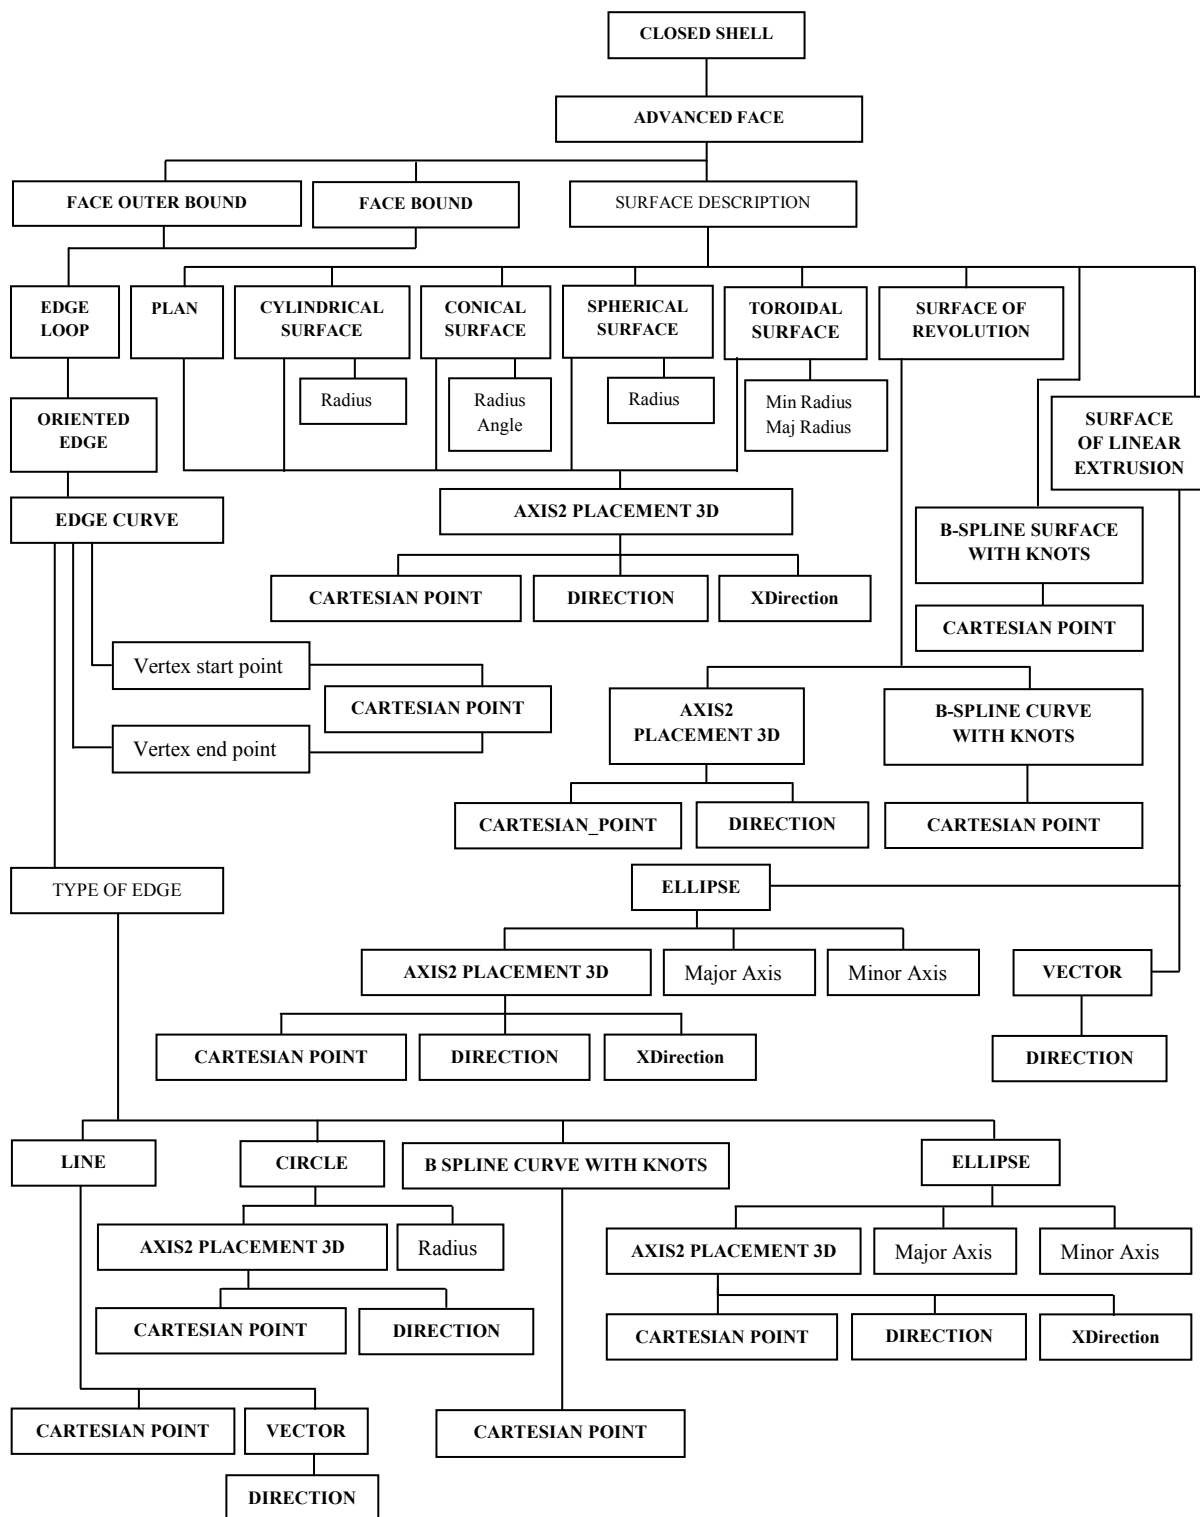 CLOSED SHELL
ADVANCED FACE
FACE OUTER BOUND
FACE BOUND
SURFACE DESCRIPTION
EDGE
LOOP
PLAN
CYLINDRICAL
SURFACE
CONICAL
SURFACE
SPHERICAL
SURFACE
TOROIDAL
SURFACE
SURFACE OF
REVOLUTION
Radius
Radius
Angle
Radius
Min Radius
Maj Radius
SURFACE
OF LINEAR
EXTRUSION
ORIENTED
EDGE
EDGE CURVE
AXIS2 PLACEMENT 3D
B-SPLINE SURFACE
WITH KNOTS
CARTESIAN POINT
DIRECTION
XDirection
CARTESIAN POINT
Vertex start point
CARTESIAN POINT
Vertex end point
AXIS2
PLACEMENT 3D
B-SPLINE CURVE
WITH KNOTS
CARTESIAN_POINT
DIRECTION
CARTESIAN POINT
TYPE OF EDGE
ELLIPSE
AXIS2 PLACEMENT 3D
Major Axis
Minor Axis
VECTOR
CARTESIAN POINT
DIRECTION
XDirection
DIRECTION
LINE
CIRCLE
B SPLINE CURVE WITH KNOTS
ELLIPSE
AXIS2 PLACEMENT 3D
Radius
AXIS2 PLACEMENT 3D
Major Axis
Minor Axis
CARTESIAN POINT
DIRECTION
CARTESIAN POINT
DIRECTION
XDirection
CARTESIAN POINT
VECTOR
CARTESIAN POINT
DIRECTION